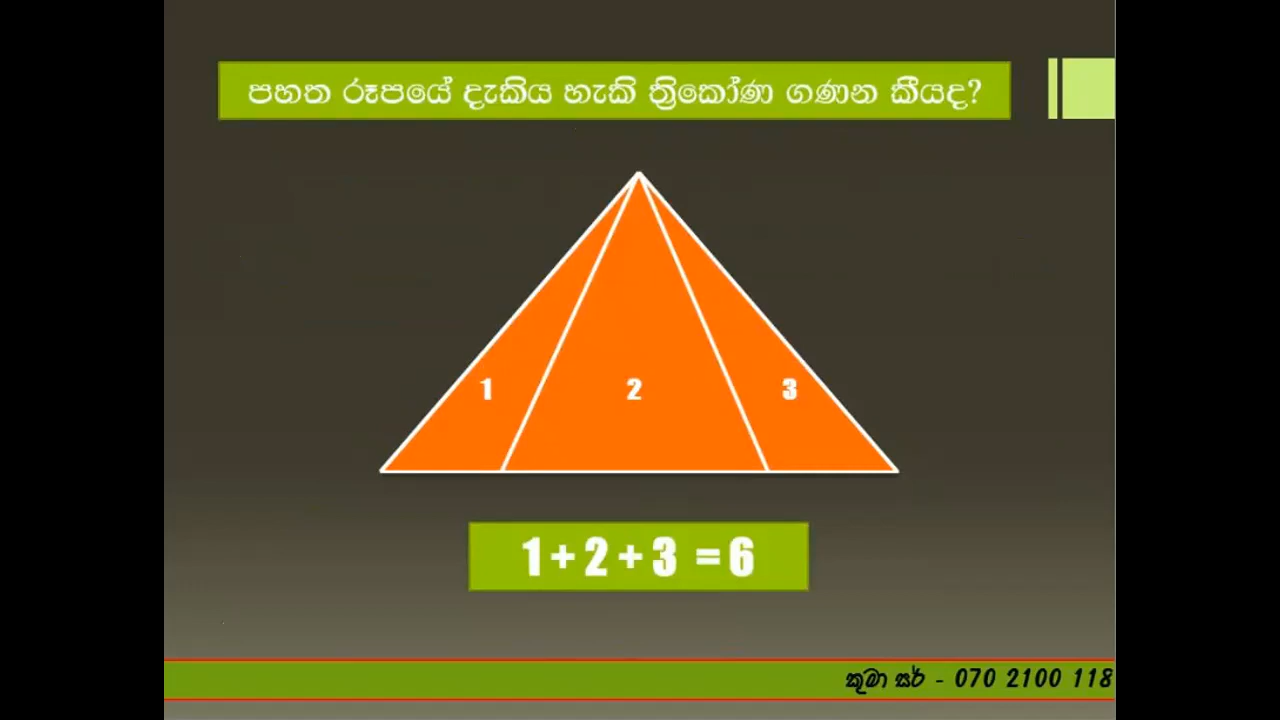 පහත රූපයේ දැකිය හැකි ත්‍රිකෝණ ගණන කීයද?
1 2 3
1 + 2 + 3 = 6
කුමා සර් - 070 2100 118